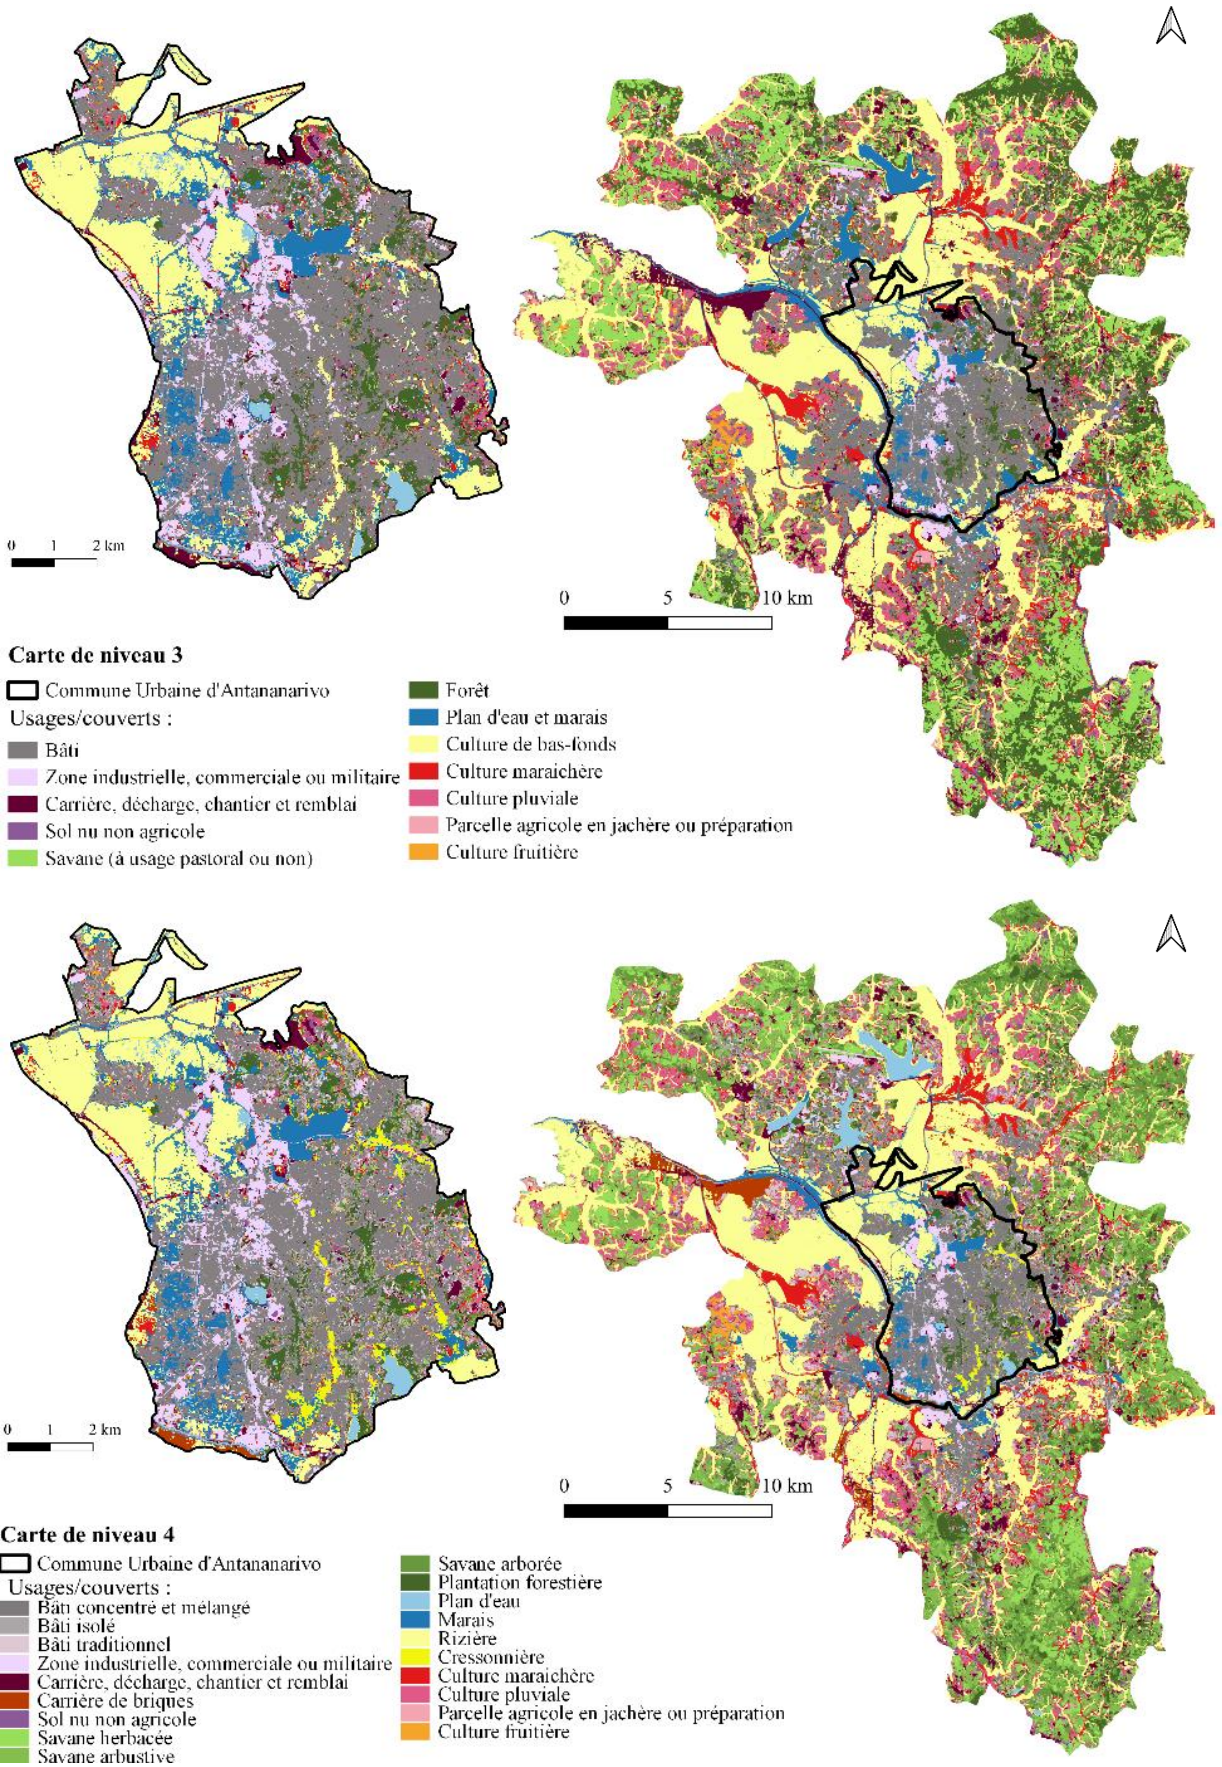 0 1 2 km
0 5 10 km
Carte de niveau 3
Commune Urbaine d'Antananarivo
Usages/couverts :
Bâti
Zone industrielle, commerciale ou militaire
Carrière, décharge, chantier et remblai
Sol nu non agricole
Savane (à usage pastoral ou non)
Forêt
Plan d'eau et marais
Culture de bas-fonds
Culture maraichère
Culture pluviale
Parcelle agricole en jachère ou préparation
Culture fruitière
0 1 2 km
0 5 10 km
Carte de niveau 4
Commune Urbaine d'Antananarivo
Usages/couverts :
Bâti concentré et mélangé
Bâti isolé
Bâti traditionnel
Zone industrielle, commerciale ou militaire
Carrière, décharge, chantier et remblai
Carrière de briques
Sol nu non agricole
Savane herbacée
Savane arbustive
Savane arborée
Plantation forestière
Plan d'eau
Marais
Rizière
Cressonnière
Culture maraichère
Culture pluviale
Parcelle agricole en jachère ou préparation
Culture fruitière